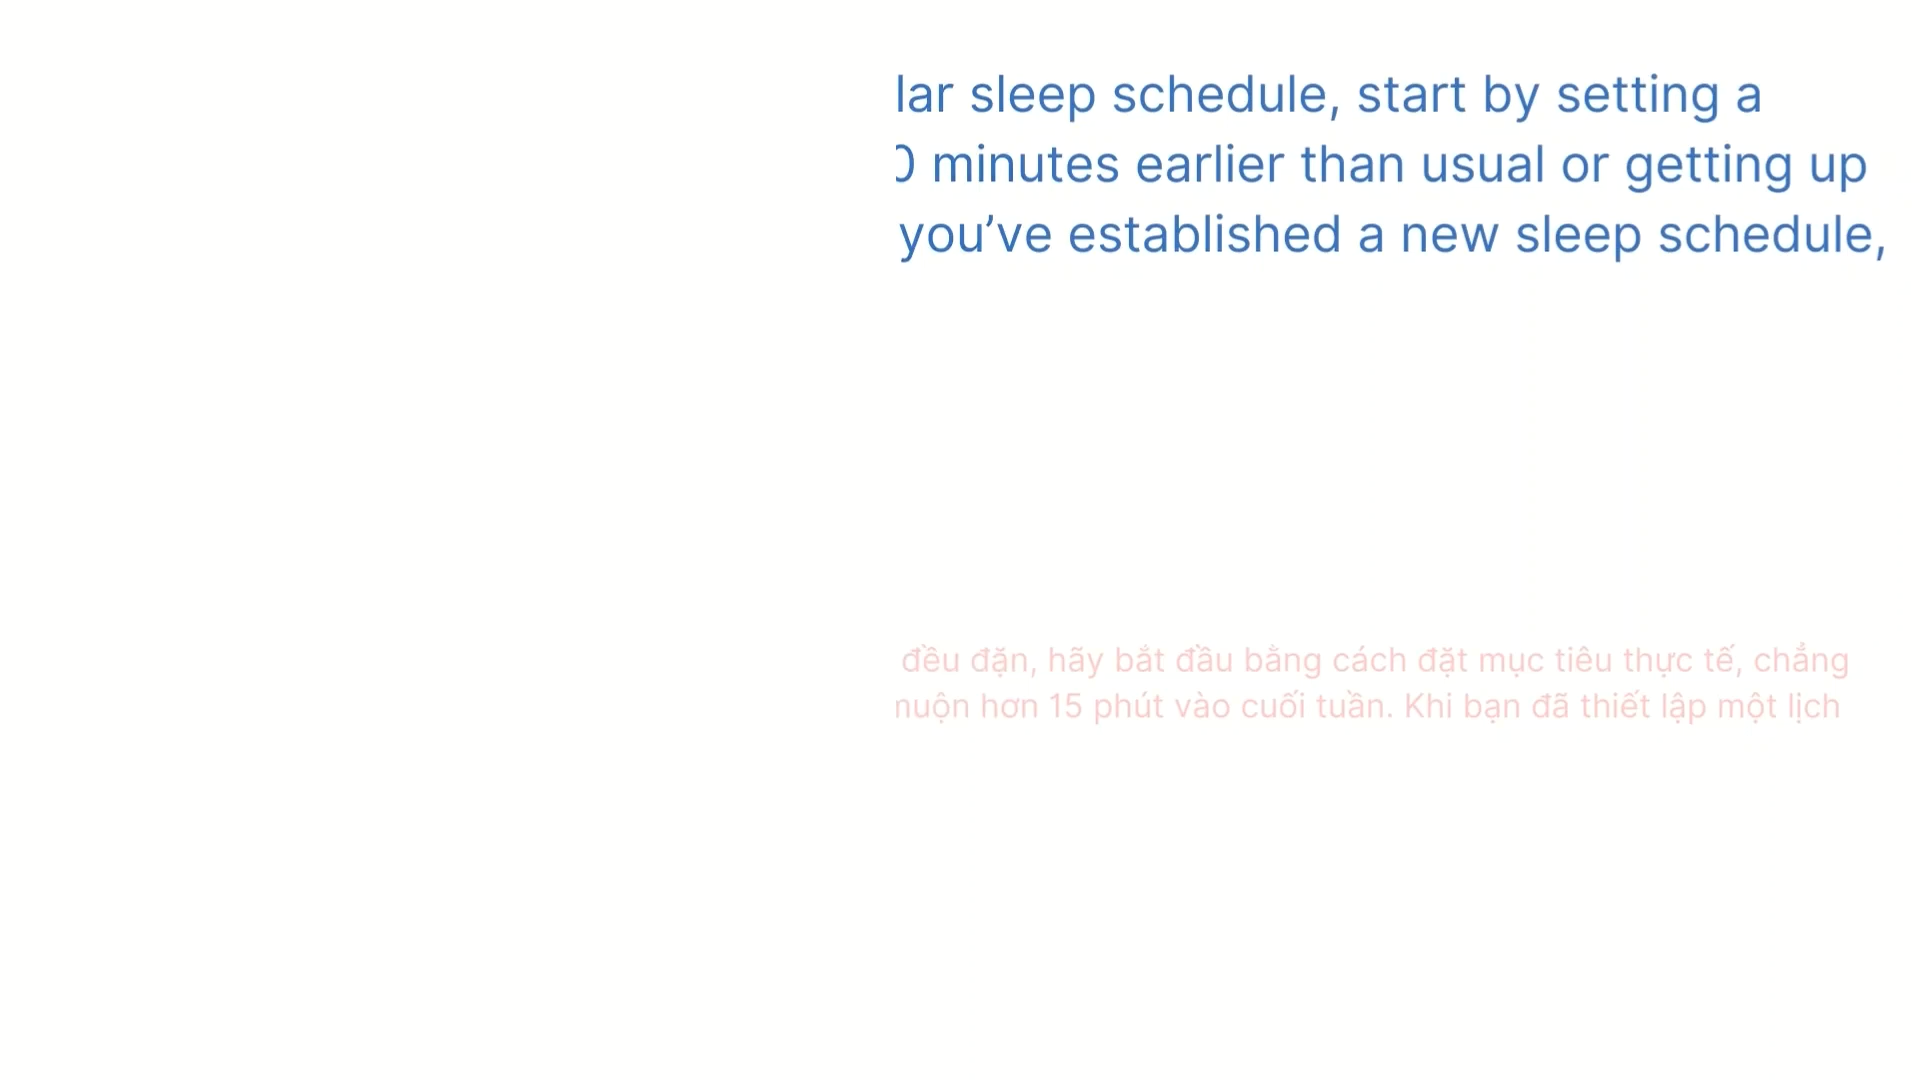 lar sleep schedule, start by setting a
0 minutes earlier than usual or getting up
you’ve established a new sleep schedule,
đều đặn, hãy bắt đầu bằng cách đặt mục tiêu thực tế, chẳng
muộn hơn 15 phút vào cuối tuần. Khi bạn đã thiết lập một lịch